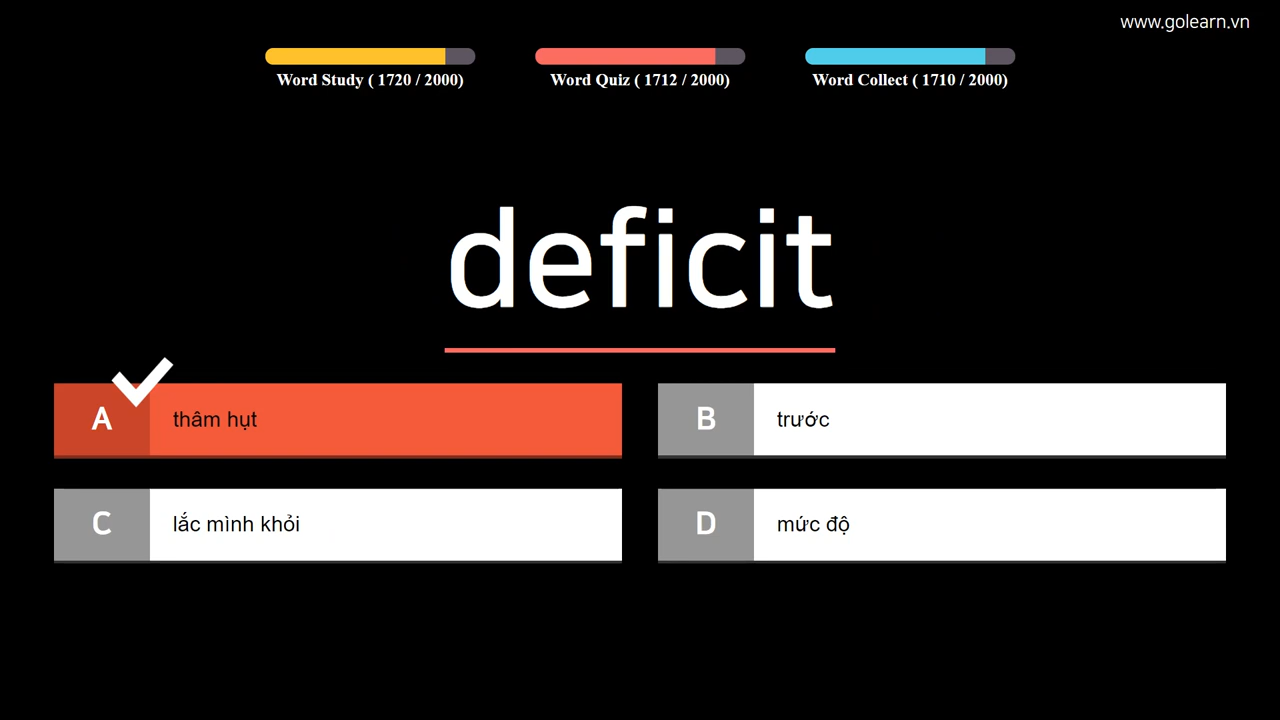 www.golearn.vn
Word Study ( 1720 / 2000)
Word Quiz ( 1712 / 2000)
Word Collect ( 1710 / 2000)
deficit
A thâm hụt
B trước
C lắc mình khỏi
D mức độ